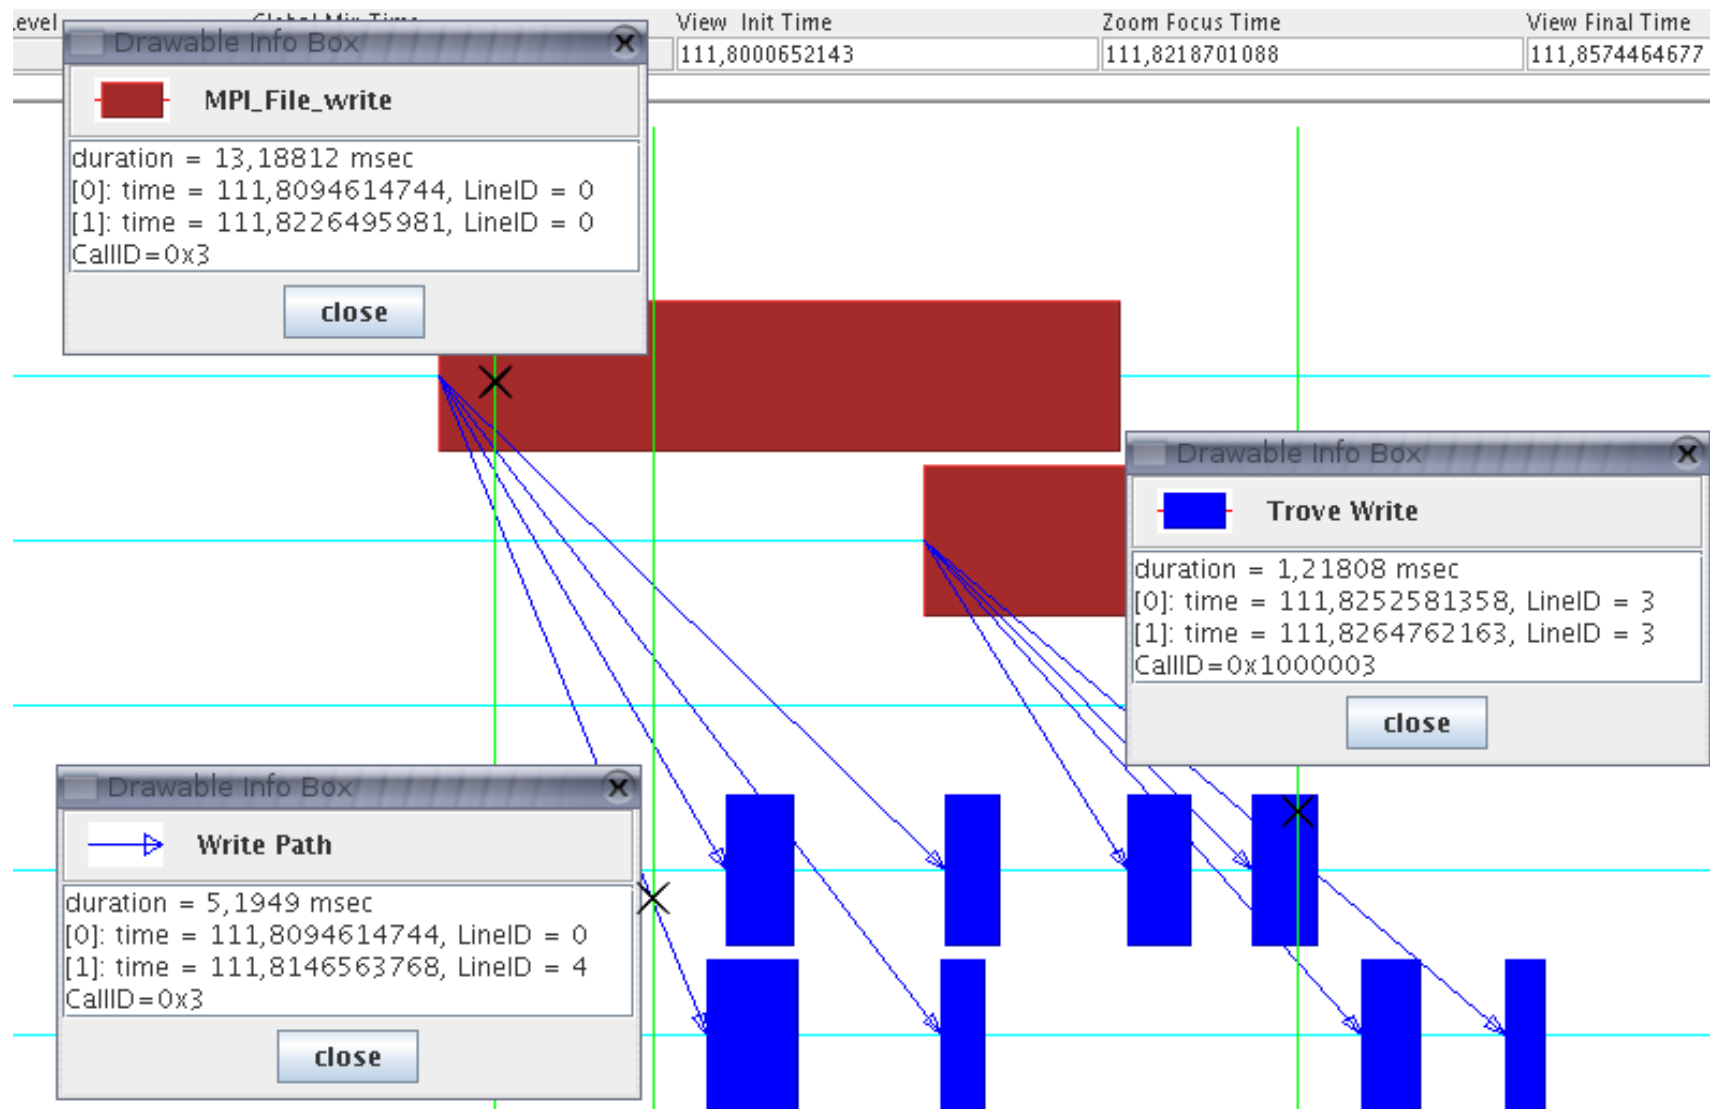 Level
Global Min Time
View Init Time
Zoom Focus Time
View Final Time
111,8000652143
111,8218701088
111,8574464677
Drawable Info Box
MPI_File_write
duration = 13,18812 msec
[0]: time = 111,8094614744, LineID = 0
[1]: time = 111,8226495981, LineID = 0
CallID=0x3
close
Drawable Info Box
Trove Write
duration = 1,21808 msec
[0]: time = 111,8252581358, LineID = 3
[1]: time = 111,8264762163, LineID = 3
CallID=0x1000003
close
Drawable Info Box
Write Path
duration = 5,1949 msec
[0]: time = 111,8094614744, LineID = 0
[1]: time = 111,8146563768, LineID = 4
CallID=0x3
close